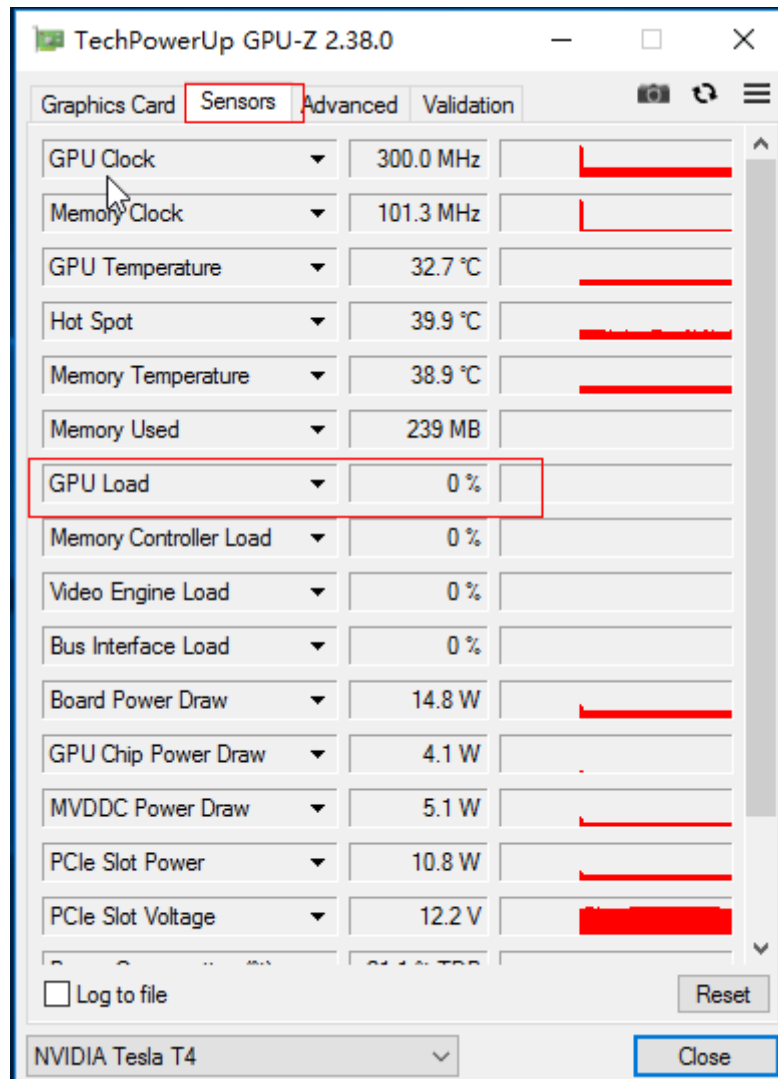 TechPowerUp GPU-Z 2.38.0
Graphics Card Sensors Advanced Validation
GPU Clock 300.0 MHz
Memory Clock 101.3 MHz
GPU Temperature 32.7 °C
Hot Spot 39.9 °C
Memory Temperature 38.9 °C
Memory Used 239 MB
GPU Load 0 %
Memory Controller Load 0 %
Video Engine Load 0 %
Bus Interface Load 0 %
Board Power Draw 14.8 W
GPU Chip Power Draw 4.1 W
MVDDC Power Draw 5.1 W
PCIe Slot Power 10.8 W
PCIe Slot Voltage 12.2 V
Log to file Reset
NVIDIA Tesla T4 Close